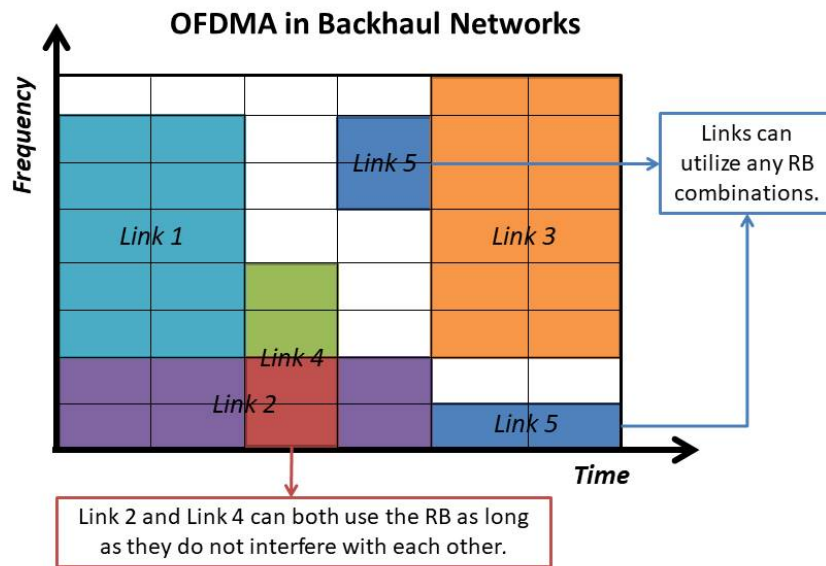 OFDMA in Backhaul Networks
Frequency
Link 5
Links can
utilize any RB
combinations.
Link 1
Link 3
Link 4
Link 2
Link 5
Time
Link 2 and Link 4 can both use the RB as long
as they do not interfere with each other.